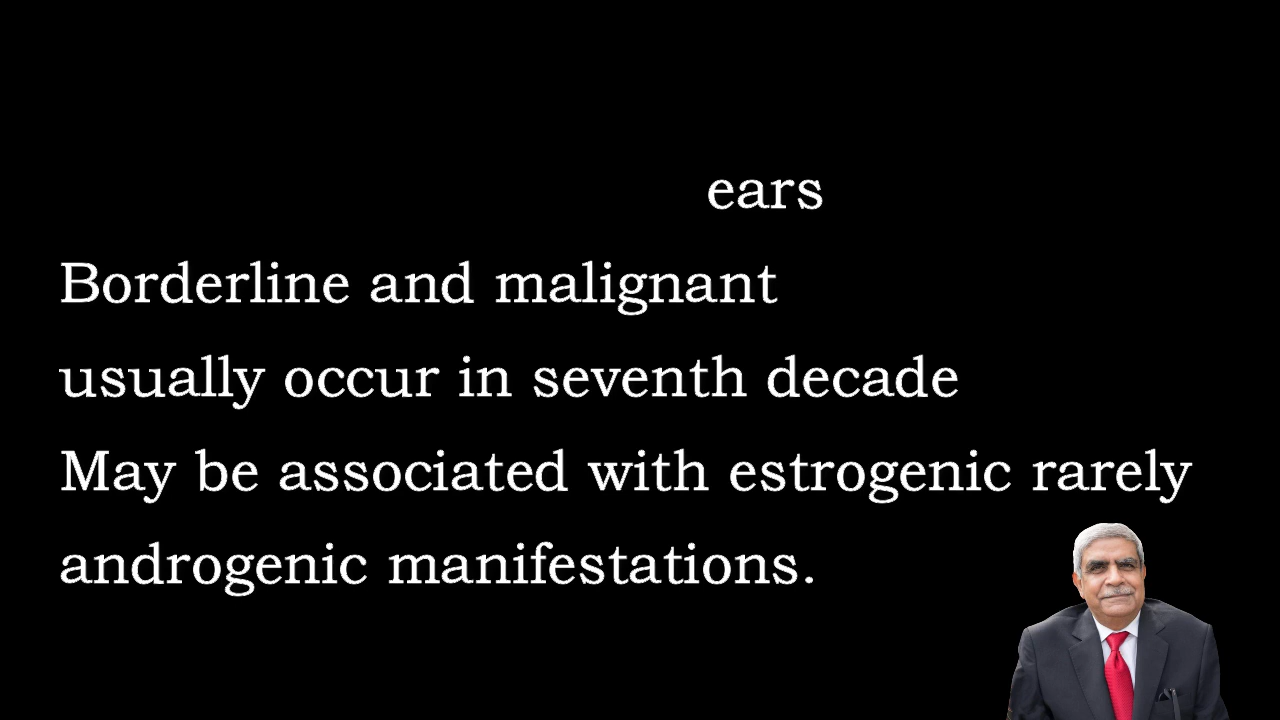 ears
Borderline and malignant
usually occur in seventh decade
May be associated with estrogenic rarely
androgenic manifestations.